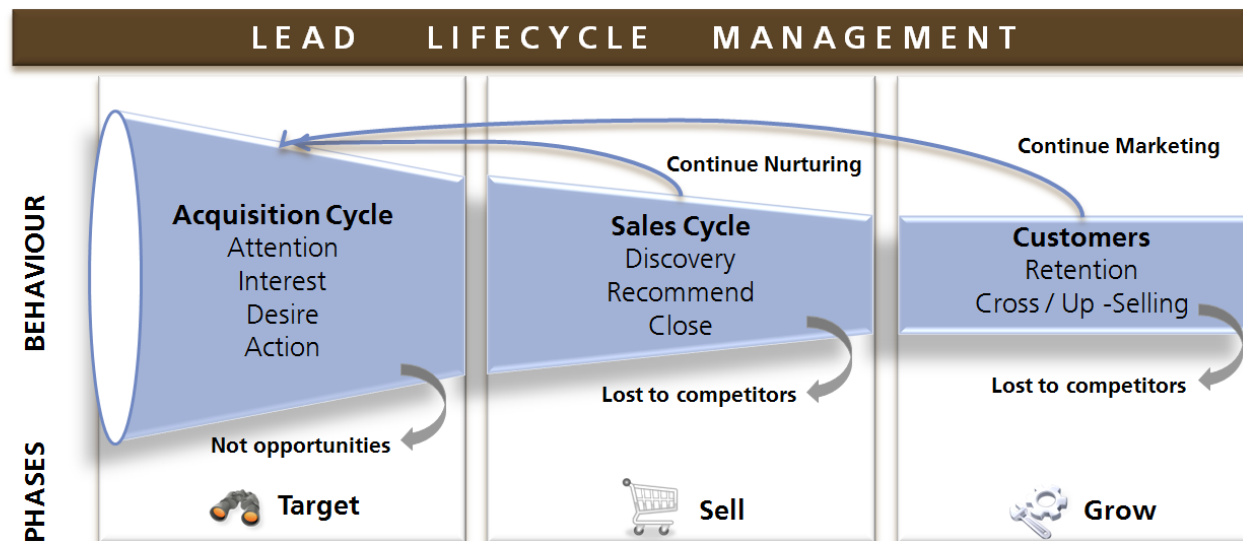 LEAD LIFECYCLE MANAGEMENT
BEHAVIOUR
Acquisition Cycle
Attention
Interest
Desire
Action
Not opportunities
Continue Nurturing
Sales Cycle
Discovery
Recommend
Close
Lost to competitors
Continue Marketing
Customers
Retention
Cross / Up -Selling
Lost to competitors
PHASES
Target
Sell
Grow